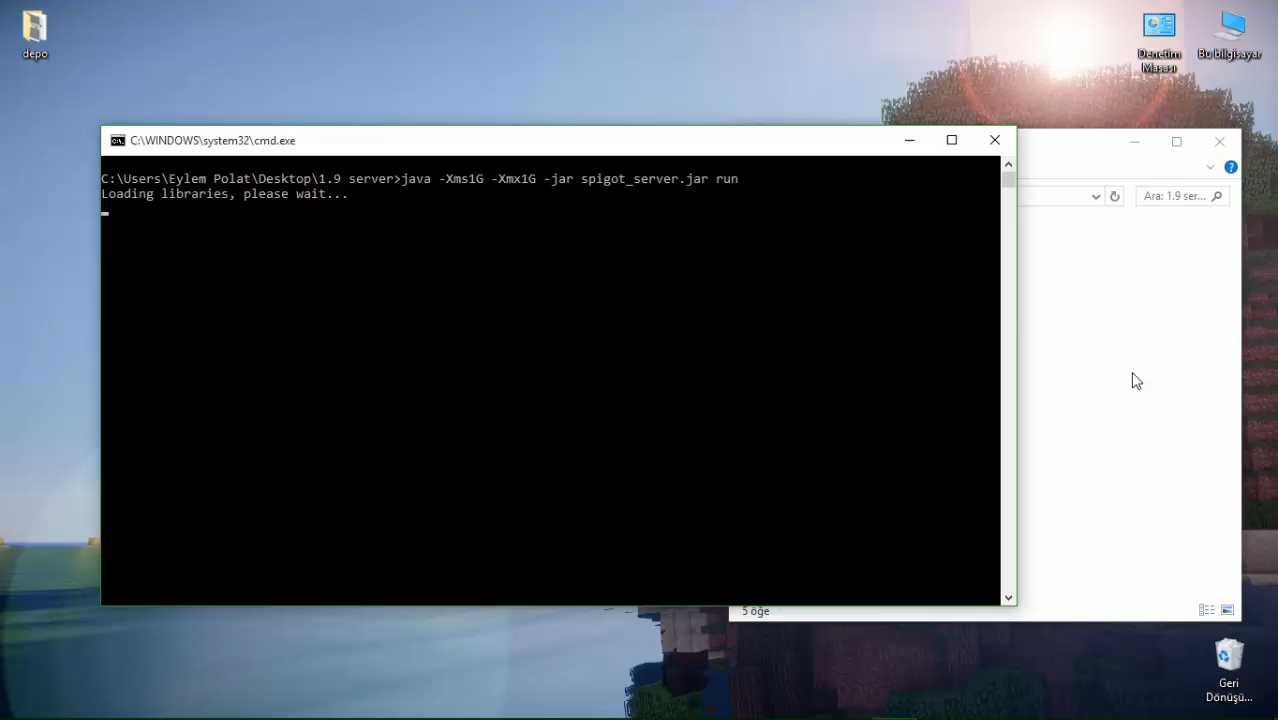 depo
Denetim
Masası
Bu bilgisayar
C:\WINDOWS\system32\cmd.exe
C:\Users\Eylem Polat\Desktop\1.9 server>java -Xms1G -Xmx1G -jar spigot_server.jar run
Loading libraries, please wait...
Ara: 1.9 ser...
5 öğe
Geri
Dönüşü...